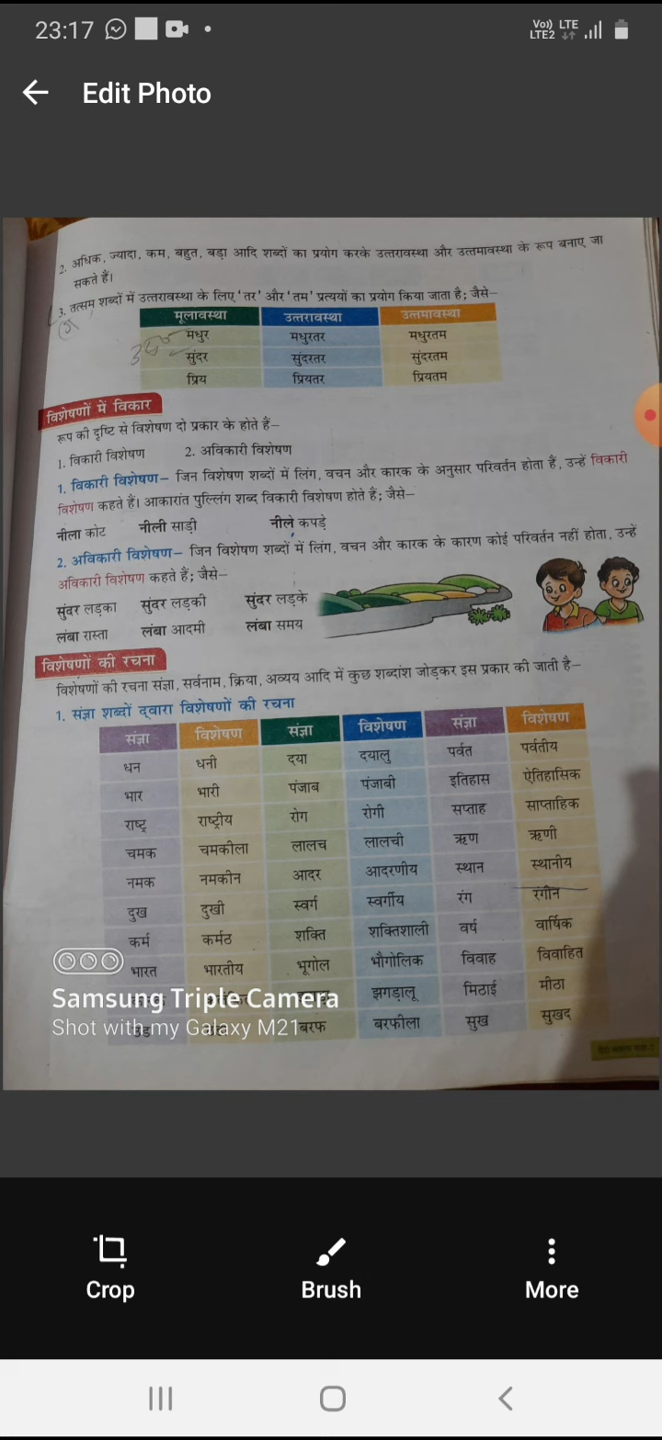 23:17
Vo)) LTE
LTE2
Edit Photo
2. अधिक, ज्यादा, कम, बहुत, बड़ा आदि शब्दों का प्रयोग करके उत्तरावस्था और उत्तमावस्था के रूप बनाए जा
सकते हैं।
3. तत्सम शब्दों में उत्तरावस्था के लिए 'तर' और 'तम' प्रत्ययों का प्रयोग किया जाता है; जैसे–
मूलावस्था उत्तरावस्था उत्तमावस्था
मधुर मधुरतर मधुरतम
सुंदर सुंदरतर सुंदरतम
प्रिय प्रियतर प्रियतम
विशेषणों में विकार
रूप की दृष्टि से विशेषण दो प्रकार के होते हैं–
1. विकारी विशेषण 2. अविकारी विशेषण
1. विकारी विशेषण– जिन विशेषण शब्दों में लिंग, वचन और कारक के अनुसार परिवर्तन होता हैं, उन्हें विकारी
विशेषण कहते हैं। आकारांत पुल्लिंग शब्द विकारी विशेषण होते हैं; जैसे–
नीला कोट नीली साड़ी नीले कपड़े
2. अविकारी विशेषण– जिन विशेषण शब्दों में लिंग, वचन और कारक के कारण कोई परिवर्तन नहीं होता, उन्हें
अविकारी विशेषण कहते हैं; जैसे–
सुंदर लड़का सुंदर लड़की सुंदर लड़के
लंबा रास्ता लंबा आदमी लंबा समय
विशेषणों की रचना
विशेषणों की रचना संज्ञा, सर्वनाम, क्रिया, अव्यय आदि में कुछ शब्दांश जोड़कर इस प्रकार की जाती है–
1. संज्ञा शब्दों द्वारा विशेषणों की रचना
संज्ञा विशेषण संज्ञा विशेषण संज्ञा विशेषण
धन धनी दया दयालु पर्वत पर्वतीय
भार भारी पंजाब पंजाबी इतिहास ऐतिहासिक
राष्ट्र राष्ट्रीय रोग रोगी सप्ताह साप्ताहिक
चमक चमकीला लालच लालची ऋण ऋणी
नमक नमकीन आदर आदरणीय स्थान स्थानीय
दुख दुखी स्वर्ग स्वर्गीय रंग रंगीन
कर्म कर्मठ शक्ति शक्तिशाली वर्ष वार्षिक
भारत भारतीय भूगोल भौगोलिक विवाह विवाहित
झगड़ालू मिठाई मीठा
बरफ बरफीला सुख सुखद
Samsung Triple Camera
Shot with my Galaxy M21
Crop Brush More